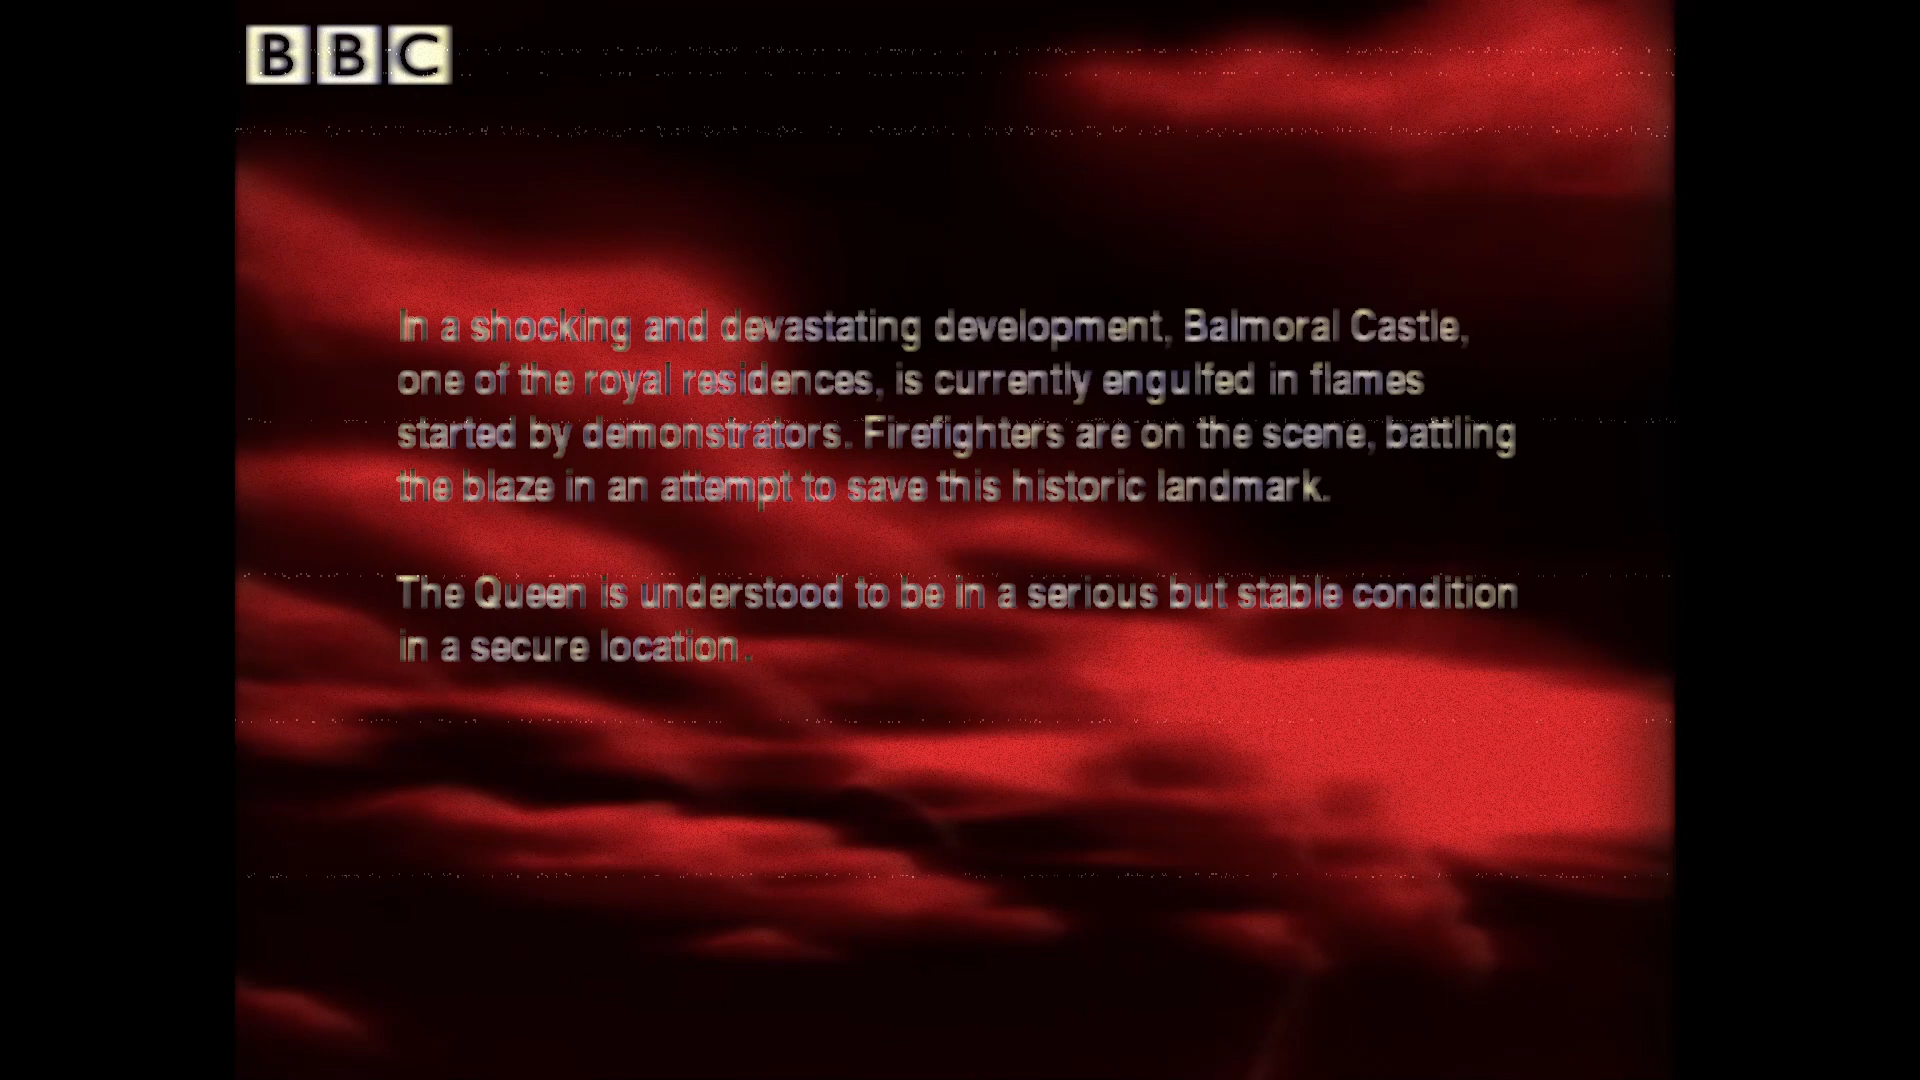 BBC
In a shocking and devastating development, Balmoral Castle,
one of the royal residences, is currently engulfed in flames
started by demonstrators. Firefighters are on the scene, battling
the blaze in an attempt to save this historic landmark.
The Queen is understood to be in a serious but stable condition
in a secure location.